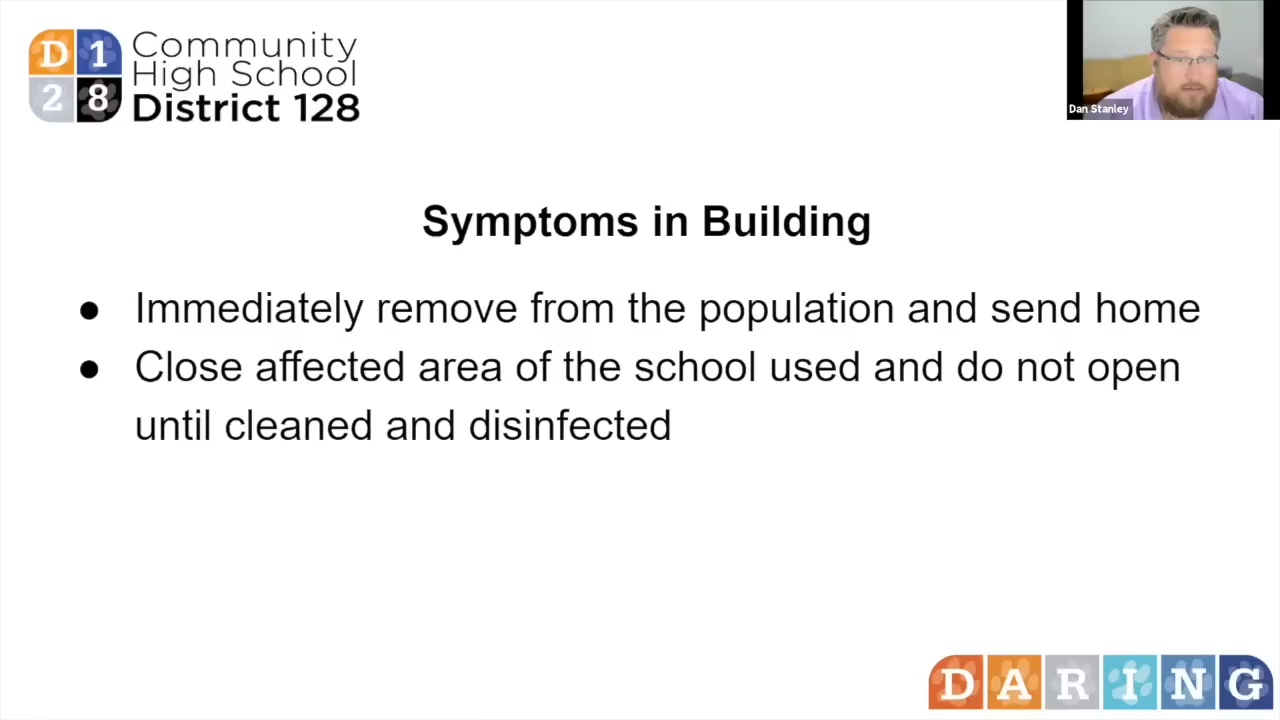 D 1
2 8
Community
High School
District 128
Dan Stanley
Symptoms in Building
● Immediately remove from the population and send home
● Close affected area of the school used and do not open
until cleaned and disinfected
DARING